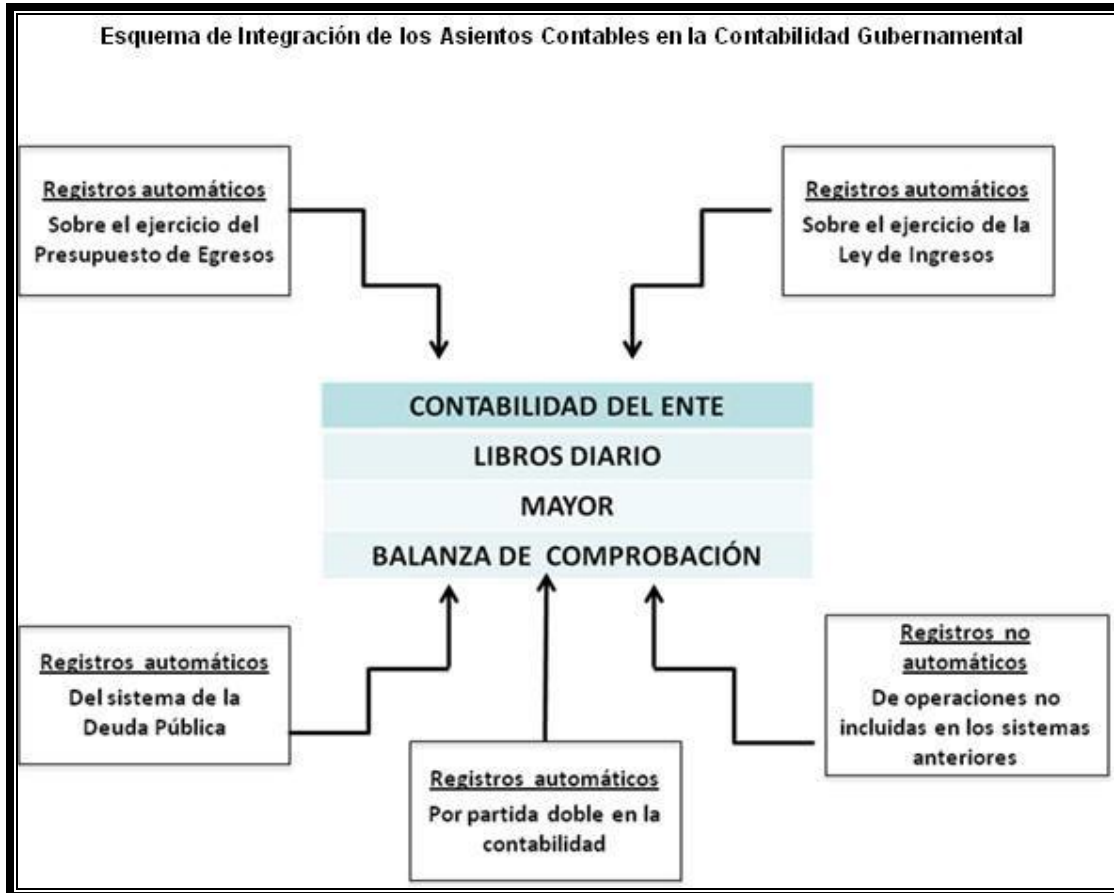 Esquema de Integración de los Asientos Contables en la Contabilidad Gubernamental
Registros automáticos
Sobre el ejercicio del
Presupuesto de Egresos
Registros automáticos
Sobre el ejercicio de la
Ley de Ingresos
CONTABILIDAD DEL ENTE
LIBROS DIARIO
MAYOR
BALANZA DE COMPROBACIÓN
Registros automáticos
Del sistema de la
Deuda Pública
Registros automáticos
Por partida doble en la
contabilidad
Registros no
automáticos
De operaciones no
incluidas en los sistemas
anteriores